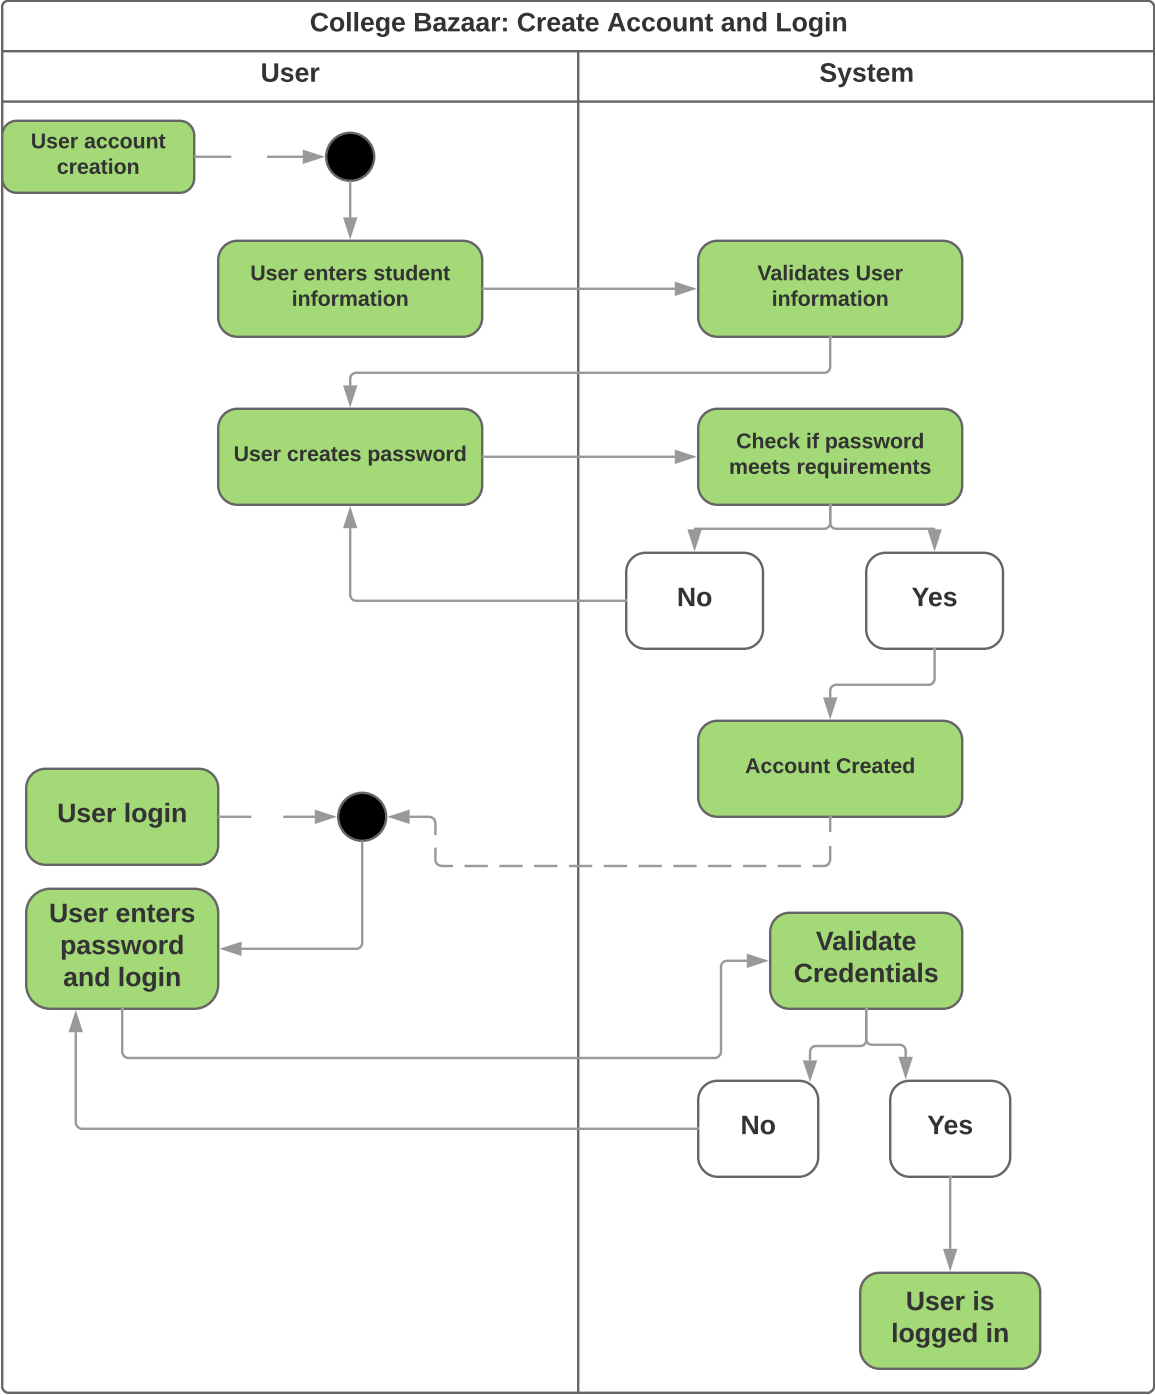 College Bazaar: Create Account and Login
User
System
User account
creation
User enters student
information
Validates User
information
User creates password
Check if password
meets requirements
No
Yes
Account Created
User login
User enters
password
and login
Validate
Credentials
No
Yes
User is
logged in